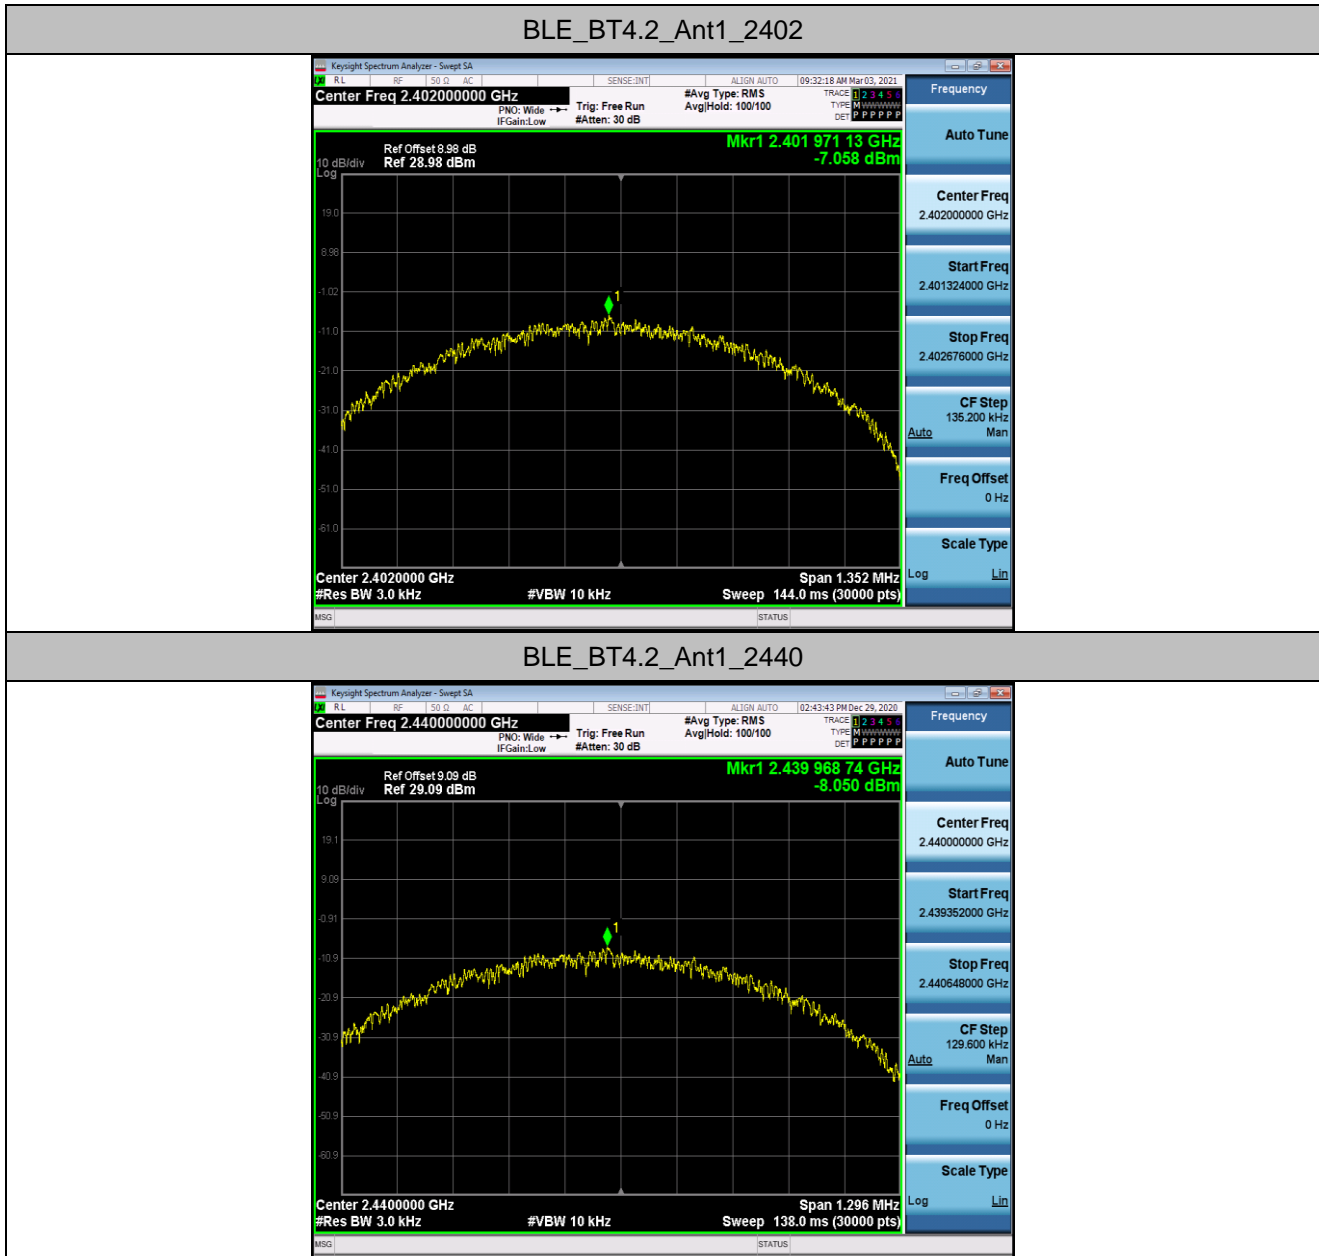 BLE_BT4.2_Ant1_2402
Keysight Spectrum Analyzer - Swept SA
RL RF 50 Ω AC SENSE:INT ALIGN AUTO 09:32:18 AM Mar 03, 2021
Center Freq 2.402000000 GHz
PNO: Wide
IFGain:Low
Trig: Free Run
#Atten: 30 dB
#Avg Type: RMS
Avg|Hold: 100/100
TRACE 1 2 3 4 5 6
TYPE M
DET P P P P P P
Mkr1 2.401 971 13 GHz
-7.058 dBm
Ref Offset 8.98 dB
10 dB/div Ref 28.98 dBm
Log
19.0
8.98
-1.02
-11.0
-21.0
-31.0
-41.0
-51.0
-61.0
1
Center 2.4020000 GHz Span 1.352 MHz
#Res BW 3.0 kHz #VBW 10 kHz Sweep 144.0 ms (30000 pts)
MSG STATUS
Frequency
Auto Tune
Center Freq
2.402000000 GHz
Start Freq
2.401324000 GHz
Stop Freq
2.402676000 GHz
CF Step
135.200 kHz
Auto Man
Freq Offset
0 Hz
Scale Type
Log Lin
BLE_BT4.2_Ant1_2440
Keysight Spectrum Analyzer - Swept SA
RL RF 50 Ω AC SENSE:INT ALIGN AUTO 02:43:43 PM Dec 29, 2020
Center Freq 2.440000000 GHz
PNO: Wide
IFGain:Low
Trig: Free Run
#Atten: 30 dB
#Avg Type: RMS
Avg|Hold: 100/100
TRACE 1 2 3 4 5 6
TYPE M
DET P P P P P P
Mkr1 2.439 968 74 GHz
-8.050 dBm
Ref Offset 9.09 dB
10 dB/div Ref 29.09 dBm
Log
19.1
9.09
-0.91
-10.9
-20.9
-30.9
-40.9
-50.9
-60.9
1
Center 2.4400000 GHz Span 1.296 MHz
#Res BW 3.0 kHz #VBW 10 kHz Sweep 138.0 ms (30000 pts)
MSG STATUS
Frequency
Auto Tune
Center Freq
2.440000000 GHz
Start Freq
2.439352000 GHz
Stop Freq
2.440648000 GHz
CF Step
129.600 kHz
Auto Man
Freq Offset
0 Hz
Scale Type
Log Lin